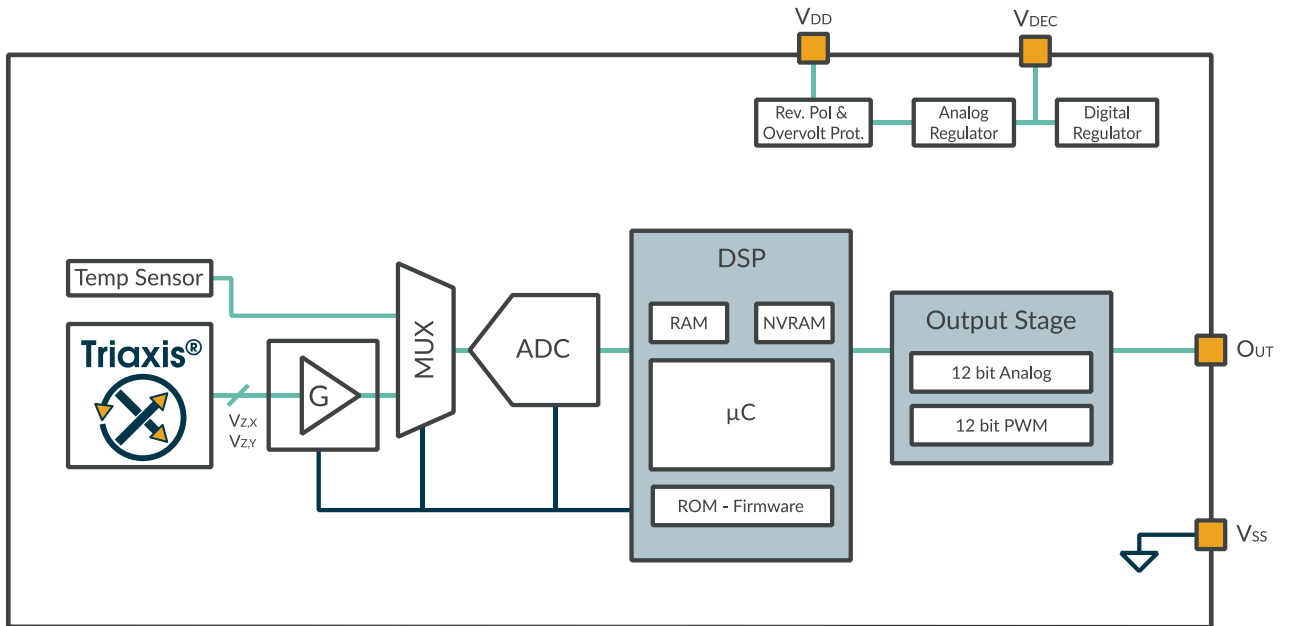 VDD
VDEC
Rev. Pol &
Overvolt Prot.
Analog
Regulator
Digital
Regulator
Temp Sensor
Triaxis®
VZ,X
VZ,Y
G
MUX
ADC
DSP
RAM
NVRAM
µC
ROM - Firmware
Output Stage
12 bit Analog
12 bit PWM
OUT
VSS